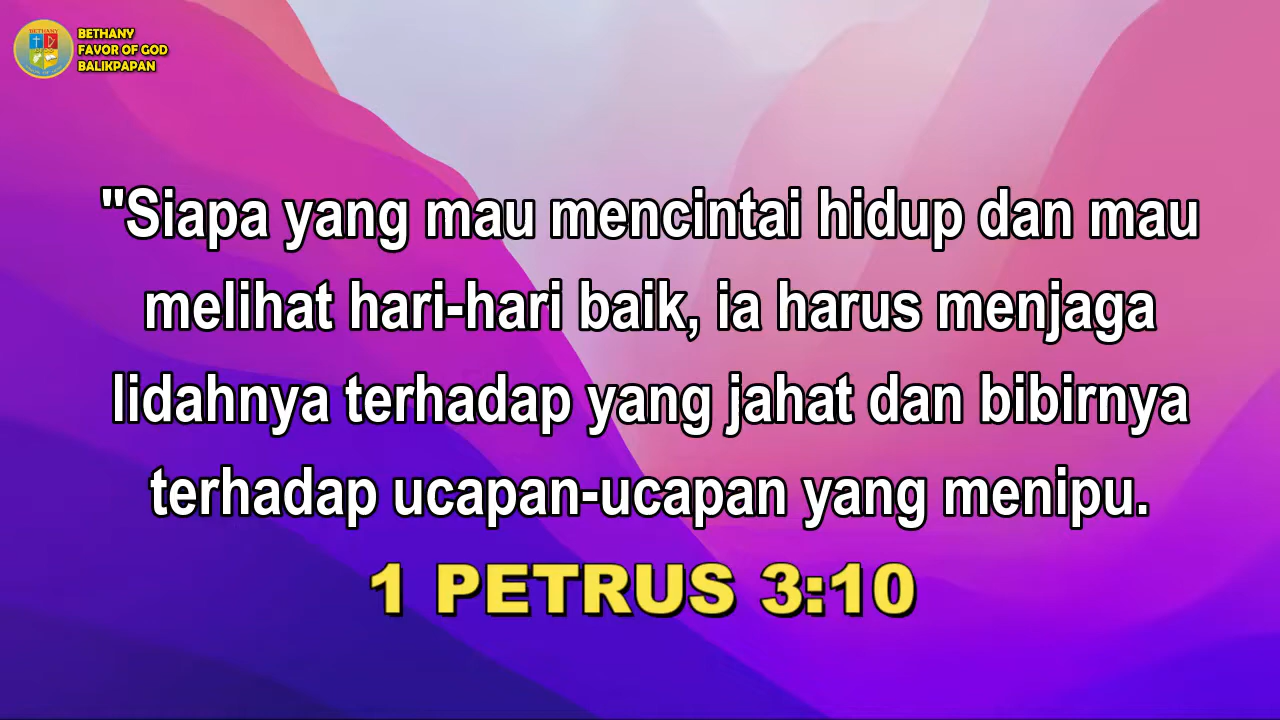 BETHANY
FAVOR OF GOD
BALIKPAPAN
"Siapa yang mau mencintai hidup dan mau
melihat hari-hari baik, ia harus menjaga
lidahnya terhadap yang jahat dan bibirnya
terhadap ucapan-ucapan yang menipu.
1 PETRUS 3:10